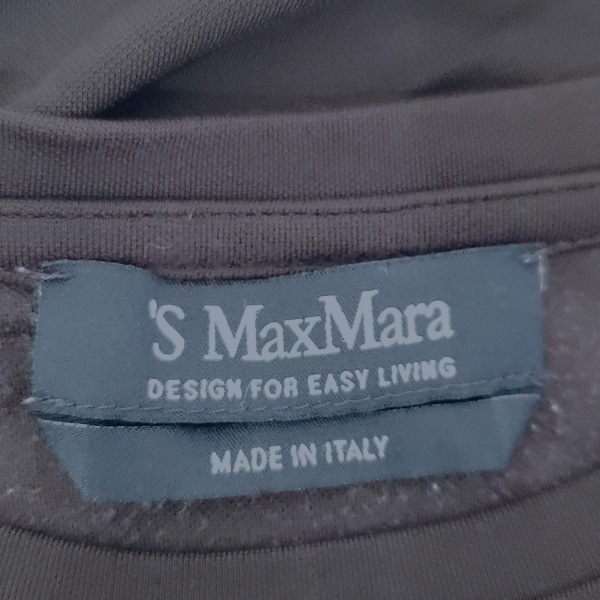 'S MaxMara
DESIGN FOR EASY LIVING
MADE IN ITALY